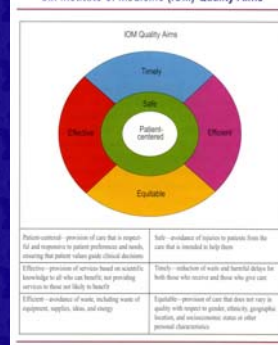 Institute of Medicine (IOM) Quality Aims
IOM Quality Aims
Timely
Safe
Effective
Patient-
centered
Efficient
Equitable
Patient-centered – provision of care that is respect-
ful and responsive to patient preferences and needs,
ensuring that patient values guide clinical decisions
Safe – avoidance of injuries to patients from the
care that is intended to help them
Effective – provision of services based on scientific
knowledge to all who can benefit; not providing
services to those not likely to benefit
Timely – reduction of waits and harmful delays for
both those who receive and those who give care
Efficient – avoidance of waste, including waste of
equipment, supplies, ideas, and energy
Equitable – provision of care that does not vary in
quality with respect to gender, ethnicity, geographic
location, and socioeconomic status or other
personal characteristics